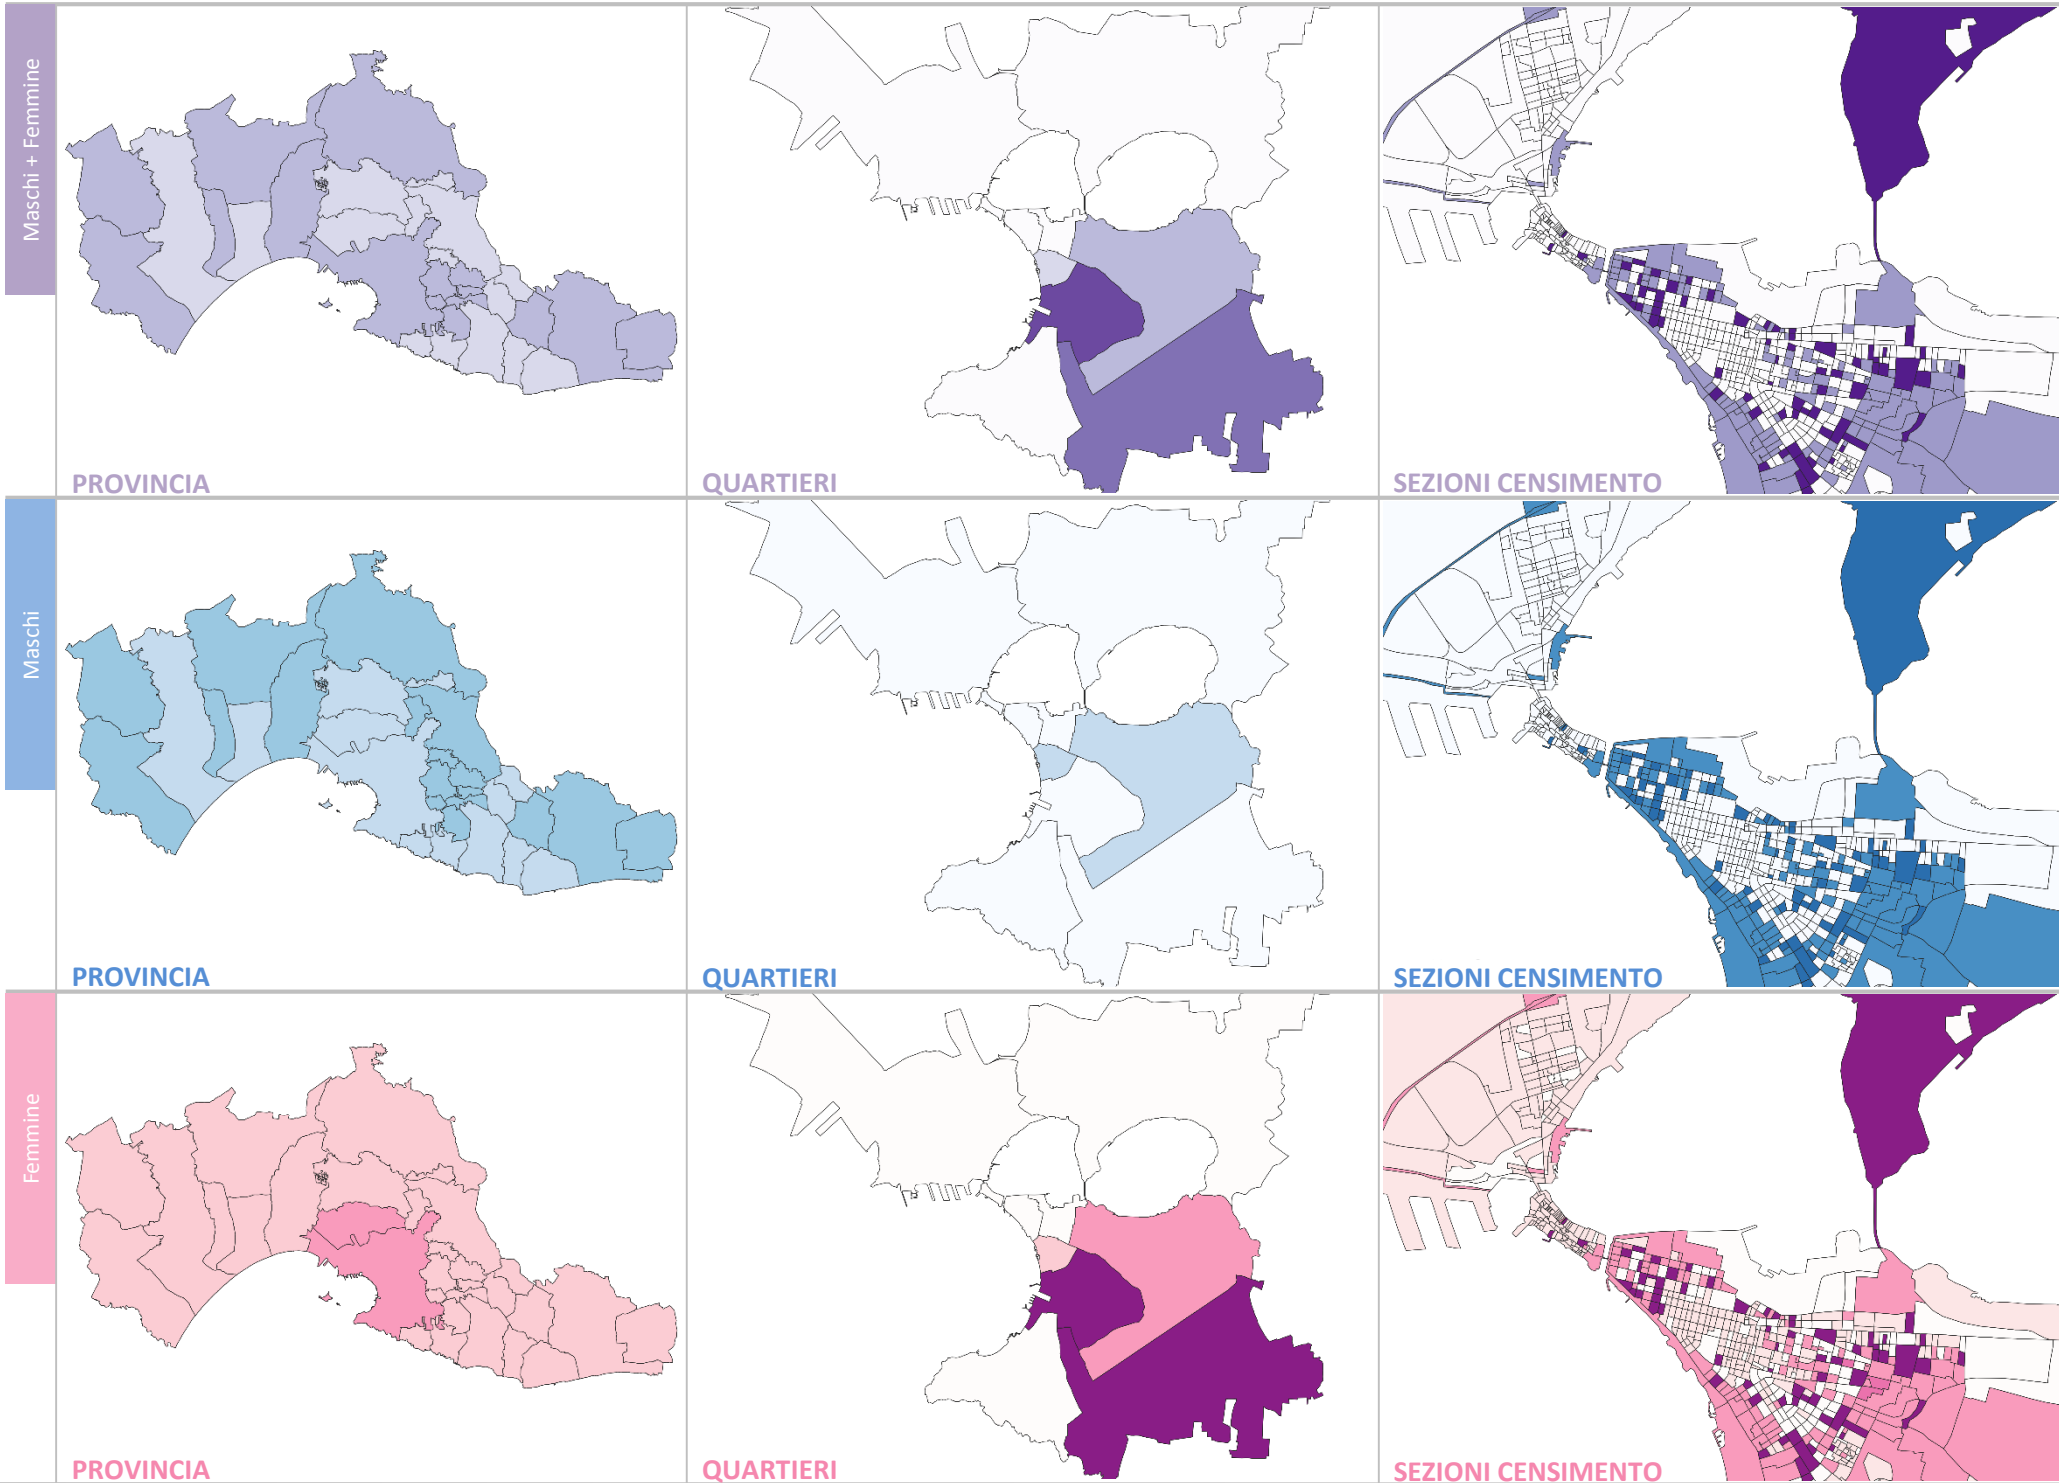 Maschi + Femmine
PROVINCIA
QUARTIERI
SEZIONI CENSIMENTO
Maschi
PROVINCIA
QUARTIERI
SEZIONI CENSIMENTO
Femmine
PROVINCIA
QUARTIERI
SEZIONI CENSIMENTO